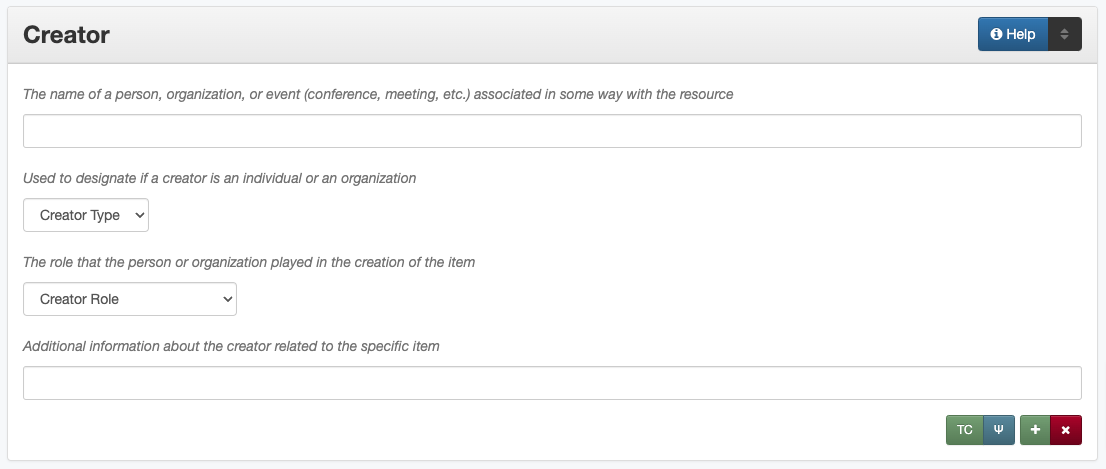 Creator
Help
The name of a person, organization, or event (conference, meeting, etc.) associated in some way with the resource
Used to designate if a creator is an individual or an organization
Creator Type
The role that the person or organization played in the creation of the item
Creator Role
Additional information about the creator related to the specific item
TC Ψ